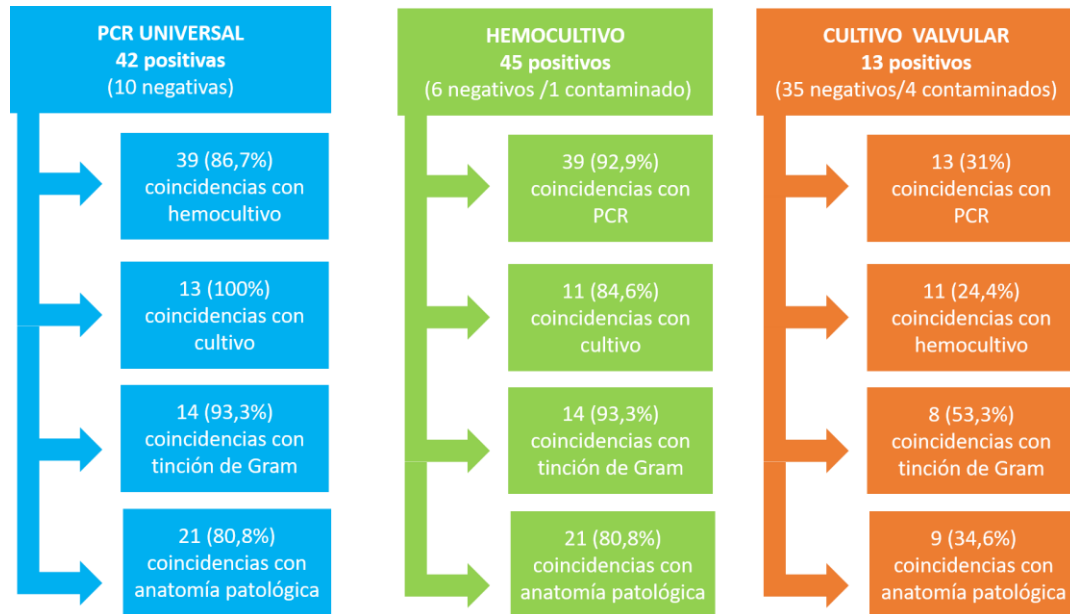 PCR UNIVERSAL
42 positivas
(10 negativas)
39 (86,7%)
coincidencias con
hemocultivo
13 (100%)
coincidencias con
cultivo
14 (93,3%)
coincidencias con
tinción de Gram
21 (80,8%)
coincidencias con
anatomía patológica
HEMOCULTIVO
45 positivos
(6 negativos /1 contaminado)
39 (92,9%)
coincidencias con
PCR
11 (84,6%)
coincidencias con
cultivo
14 (93,3%)
coincidencias con
tinción de Gram
21 (80,8%)
coincidencias con
anatomía patológica
CULTIVO VALVULAR
13 positivos
(35 negativos/4 contaminados)
13 (31%)
coincidencias con
PCR
11 (24,4%)
coincidencias con
hemocultivo
8 (53,3%)
coincidencias con
tinción de Gram
9 (34,6%)
coincidencias con
anatomía patológica